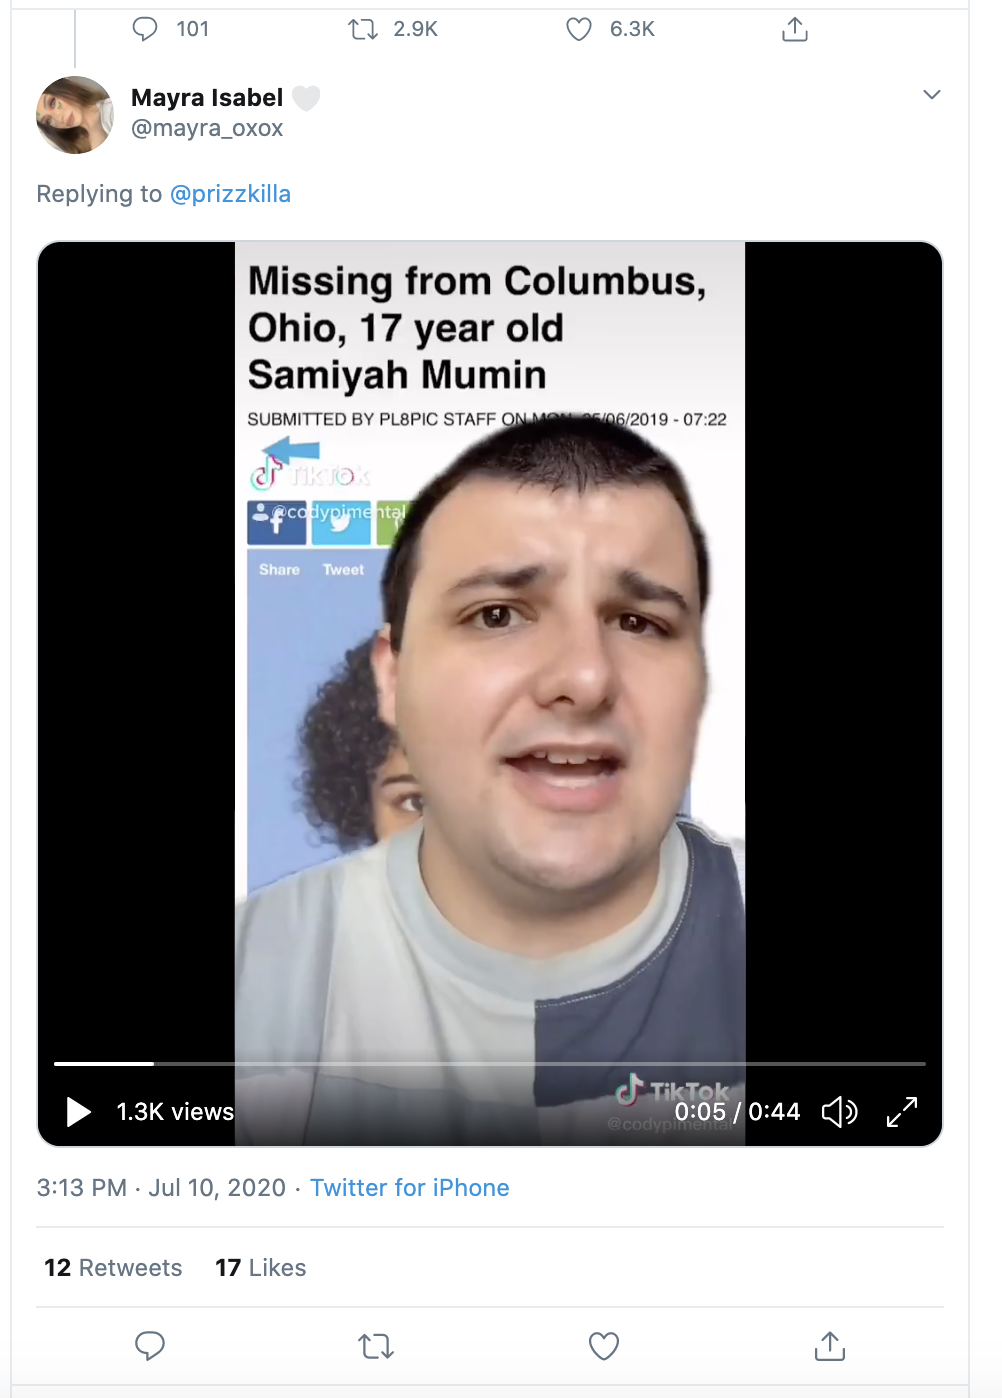 101 2.9K 6.3K
Mayra Isabel
@mayra_oxox
Replying to @prizzkilla
Missing from Columbus,
Ohio, 17 year old
Samiyah Mumin
SUBMITTED BY PL8PIC STAFF ON MON, /06/2019 - 07:22
TikTok
@codypimental
f
Share Tweet
TikTok
@codypimental
1.3K views 0:05 / 0:44
3:13 PM · Jul 10, 2020 · Twitter for iPhone
12 Retweets 17 Likes